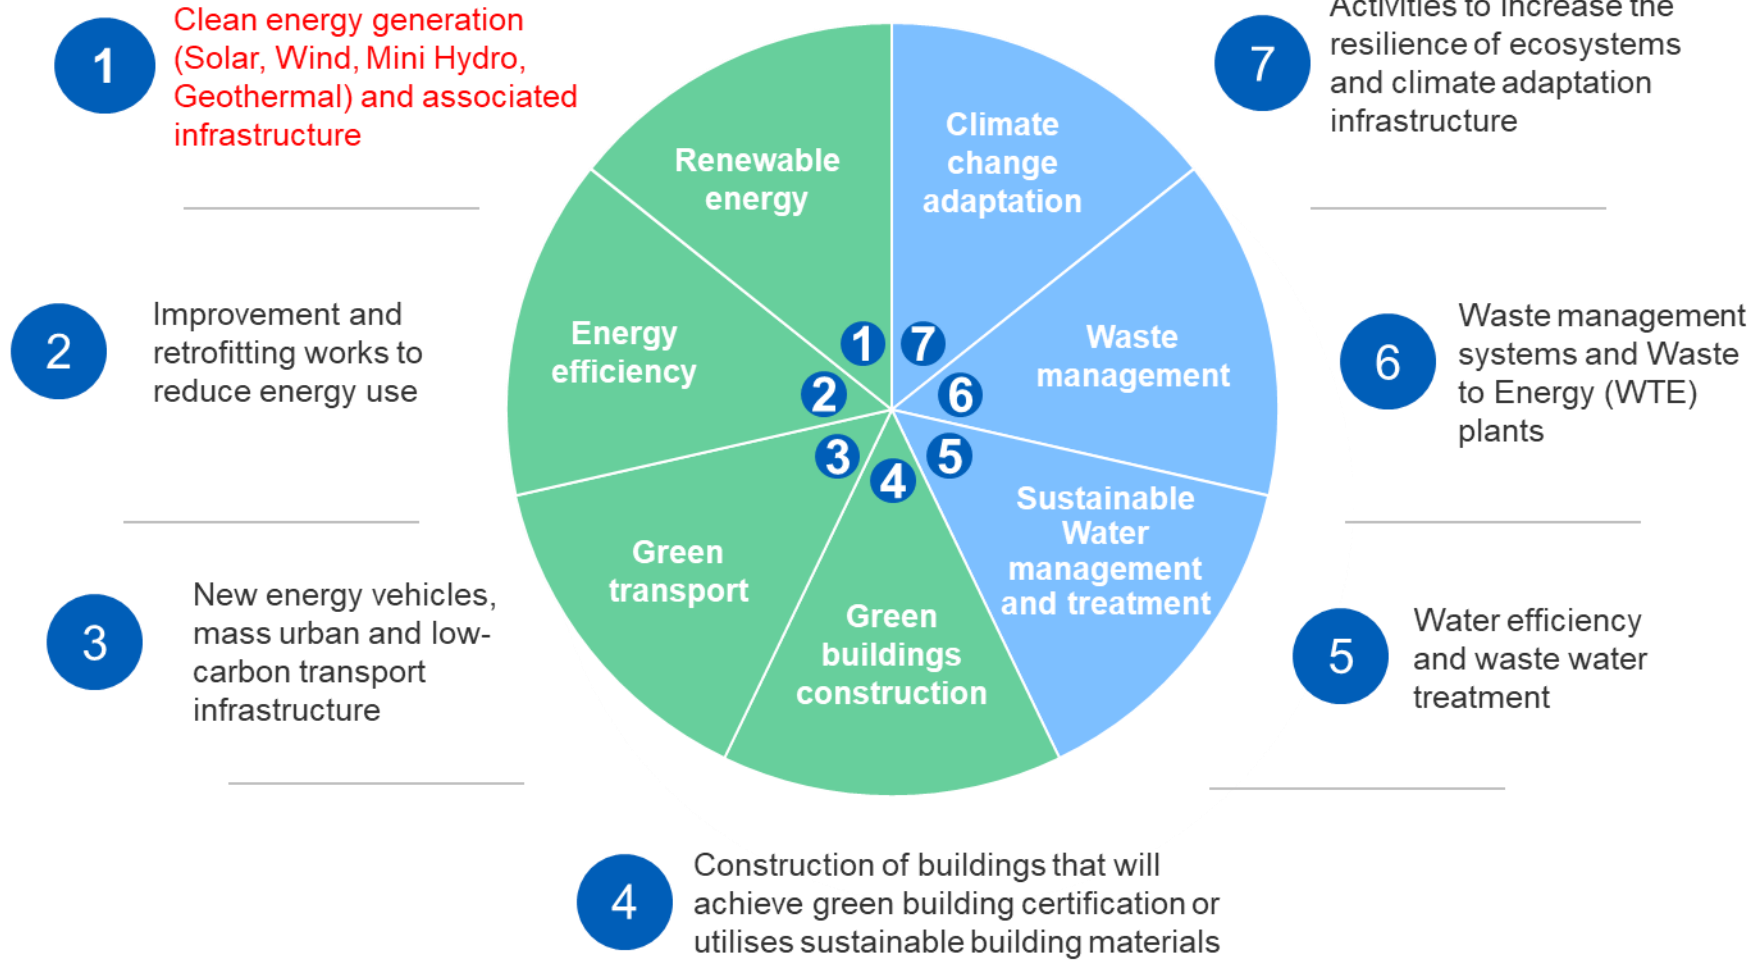 1
Clean energy generation
(Solar, Wind, Mini Hydro,
Geothermal) and associated
infrastructure
2
Improvement and
retrofitting works to
reduce energy use
3
New energy vehicles,
mass urban and low-
carbon transport
infrastructure
4
Construction of buildings that will
achieve green building certification or
utilises sustainable building materials
Renewable
energy
Energy
efficiency
Green
transport
Green
buildings
construction
Sustainable
Water
management
and treatment
Waste
management
Climate
change
adaptation
1
2
3
4
5
6
7
7
Activities to increase the
resilience of ecosystems
and climate adaptation
infrastructure
6
Waste management
systems and Waste
to Energy (WTE)
plants
5
Water efficiency
and waste water
treatment